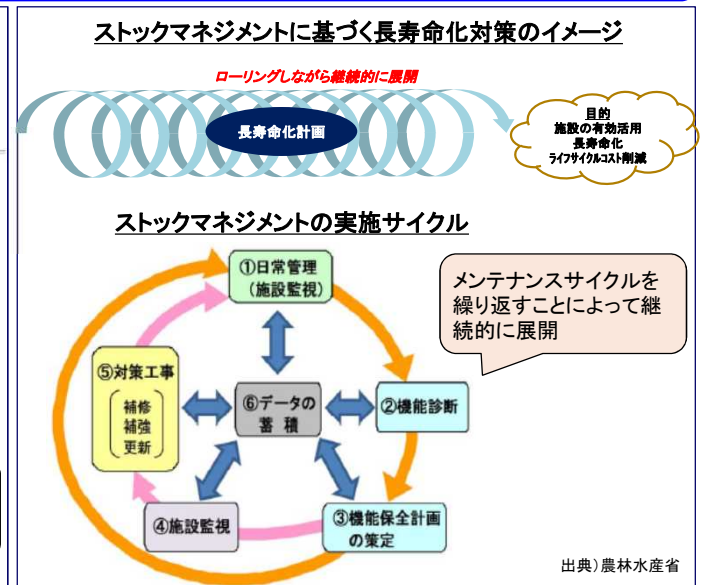 ストックマネジメントに基づく長寿命化対策のイメージ
ローリングしながら継続的に展開
長寿命化計画
目的
施設の有効活用
長寿命化
ライフサイクルコスト削減
ストックマネジメントの実施サイクル
①日常管理
(施設監視)
メンテナンスサイクルを
繰り返すことによって継
続的に展開
⑤対策工事
補修
補強
更新
⑥データの
蓄 積
②機能診断
④施設監視
③機能保全計画
の策定
出典)農林水産省